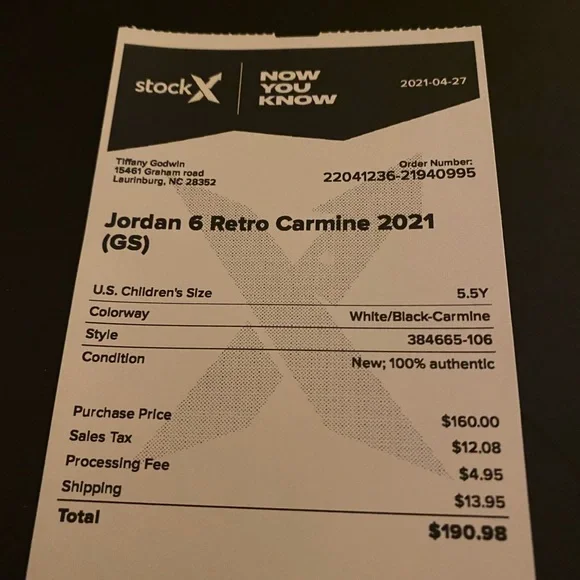 stockX
NOW
YOU
KNOW
2021-04-27
Tiffany Godwin
15461 Graham road
Laurinburg, NC 28352
Order Number:
22041236-21940995
Jordan 6 Retro Carmine 2021
(GS)
U.S. Children's Size 5.5Y
Colorway White/Black-Carmine
Style 384665-106
Condition New; 100% authentic
Purchase Price $160.00
Sales Tax $12.08
Processing Fee $4.95
Shipping $13.95
Total $190.98